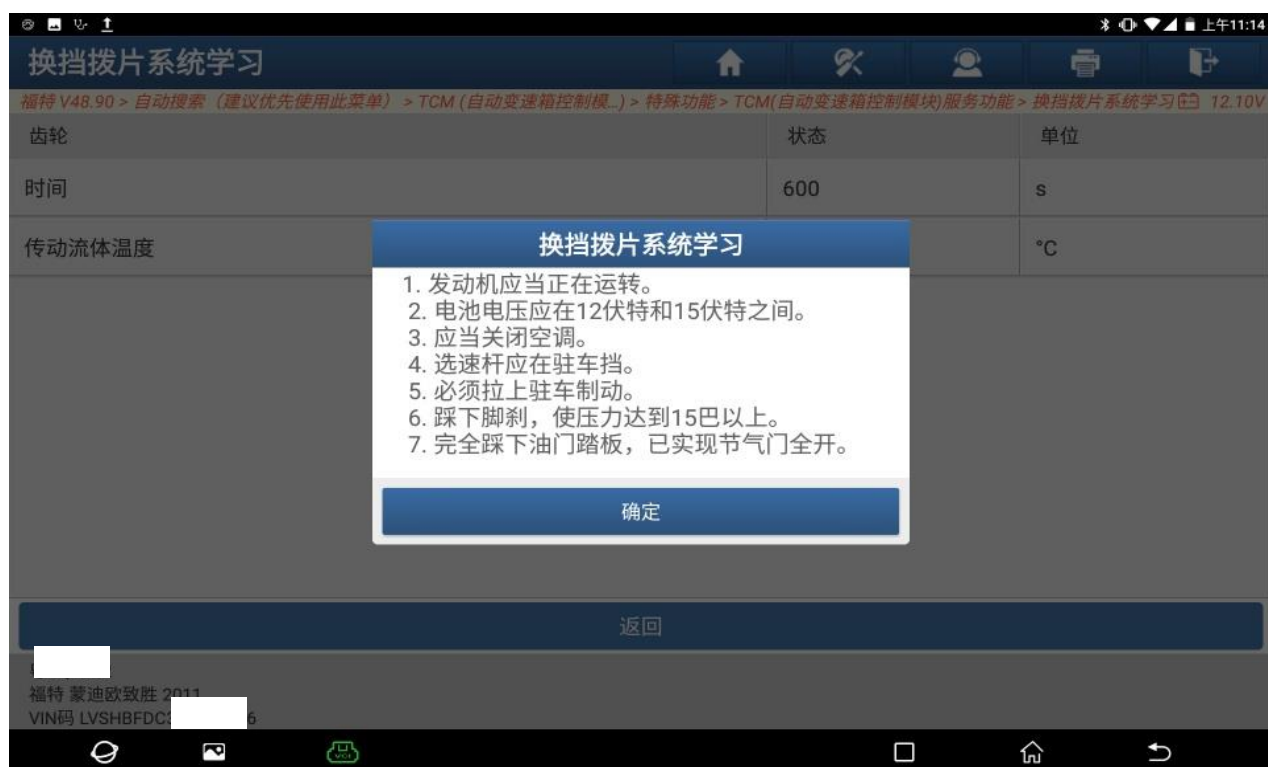 上午11:14
换挡拨片系统学习
福特 V48.90 > 自动搜索（建议优先使用此菜单） > TCM (自动变速箱控制模...) > 特殊功能 > TCM(自动变速箱控制模块)服务功能 > 换挡拨片系统学习 12.10V
齿轮 状态 单位
时间 600 s
传动流体温度 °C
换挡拨片系统学习
1. 发动机应当正在运转。
2. 电池电压应在12伏特和15伏特之间。
3. 应当关闭空调。
4. 选速杆应在驻车挡。
5. 必须拉上驻车制动。
6. 踩下脚刹，使压力达到15巴以上。
7. 完全踩下油门踏板，已实现节气门全开。
确定
返回
福特 蒙迪欧致胜 2011
VIN码 LVSHBFDC 6